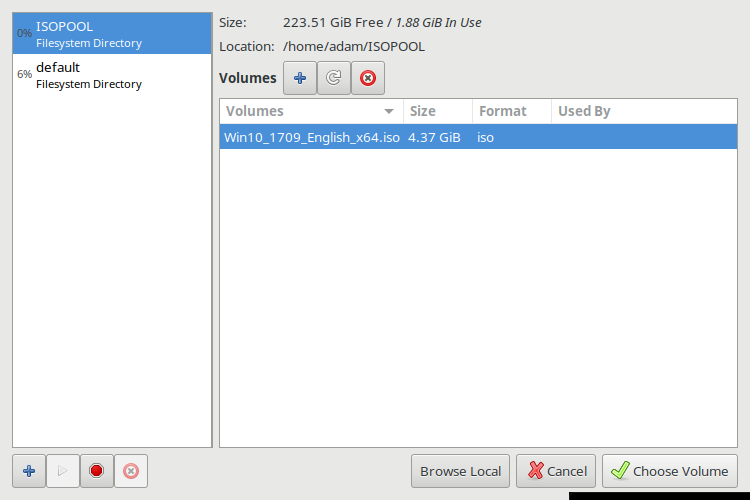 0% ISOPOOL
Filesystem Directory
6% default
Filesystem Directory
Size: 223.51 GiB Free / 1.88 GiB In Use
Location: /home/adam/ISOPOOL
Volumes
Volumes Size Format Used By
Win10_1709_English_x64.iso 4.37 GiB iso
Browse Local Cancel Choose Volume